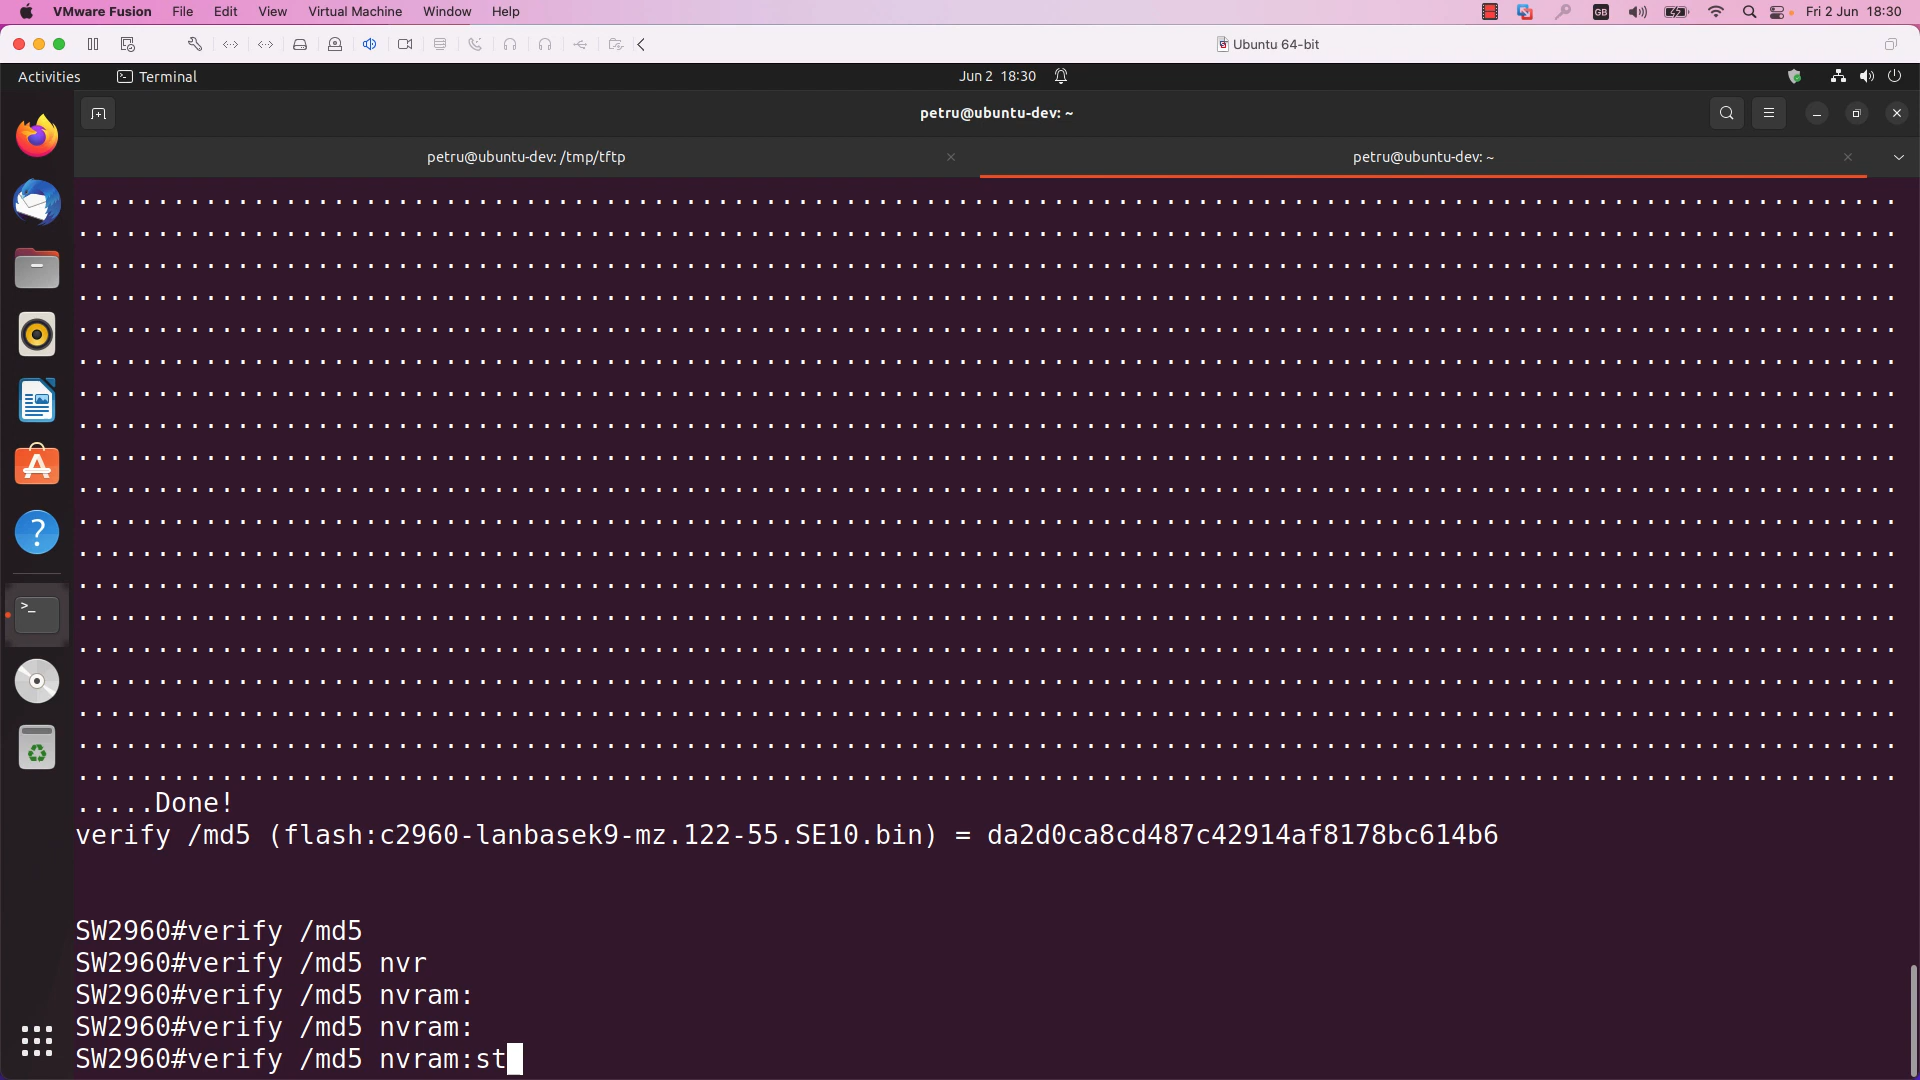 VMware Fusion File Edit View Virtual Machine Window Help GB Fri 2 Jun 18:30
Ubuntu 64-bit
Activities Terminal Jun 2 18:30
petru@ubuntu-dev: ~
petru@ubuntu-dev: /tmp/tftp petru@ubuntu-dev: ~
.....Done!
verify /md5 (flash:c2960-lanbasek9-mz.122-55.SE10.bin) = da2d0ca8cd487c42914af8178bc614b6
SW2960#verify /md5
SW2960#verify /md5 nvr
SW2960#verify /md5 nvram:
SW2960#verify /md5 nvram:
SW2960#verify /md5 nvram:st